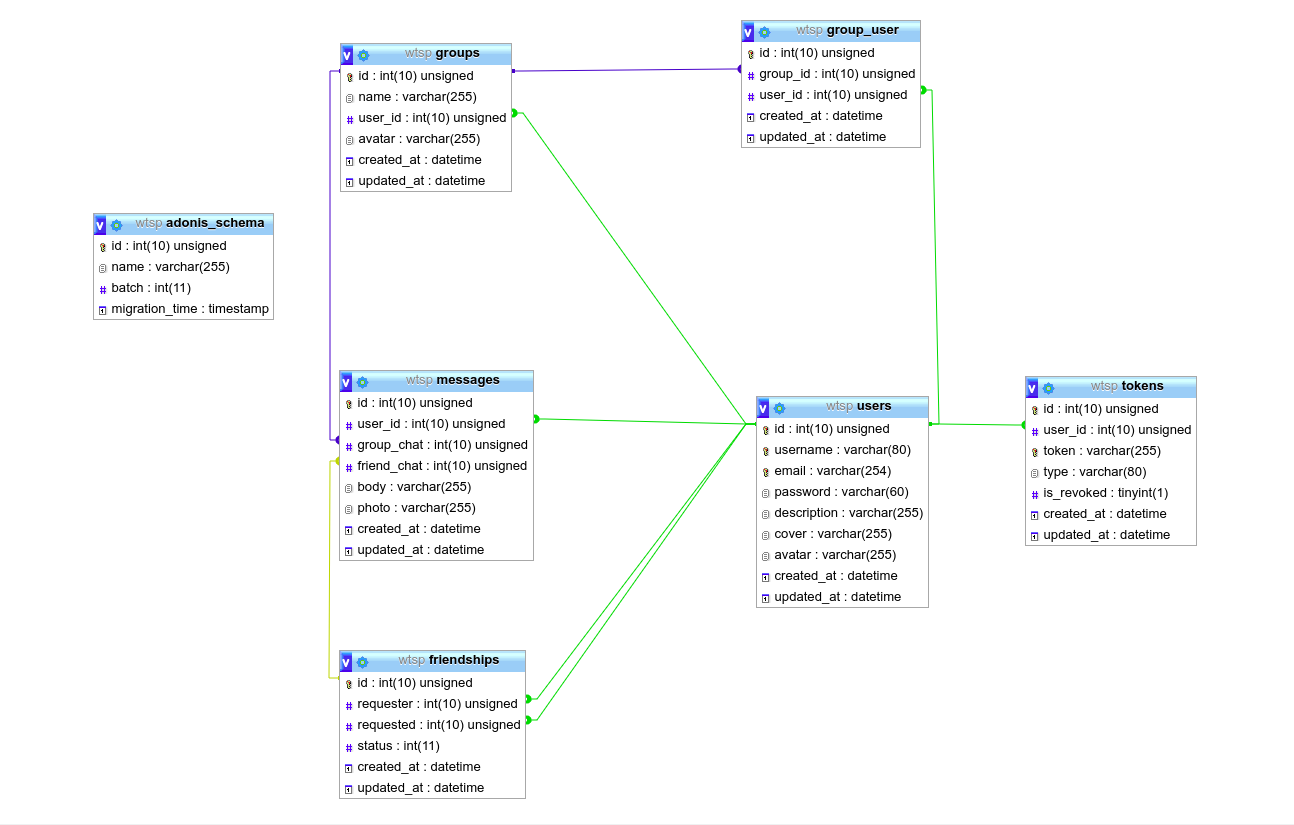 wtsp groups
id : int(10) unsigned
name : varchar(255)
user_id : int(10) unsigned
avatar : varchar(255)
created_at : datetime
updated_at : datetime
wtsp group_user
id : int(10) unsigned
group_id : int(10) unsigned
user_id : int(10) unsigned
created_at : datetime
updated_at : datetime
wtsp adonis_schema
id : int(10) unsigned
name : varchar(255)
batch : int(11)
migration_time : timestamp
wtsp messages
id : int(10) unsigned
user_id : int(10) unsigned
group_chat : int(10) unsigned
friend_chat : int(10) unsigned
body : varchar(255)
photo : varchar(255)
created_at : datetime
updated_at : datetime
wtsp users
id : int(10) unsigned
username : varchar(80)
email : varchar(254)
password : varchar(60)
description : varchar(255)
cover : varchar(255)
avatar : varchar(255)
created_at : datetime
updated_at : datetime
wtsp tokens
id : int(10) unsigned
user_id : int(10) unsigned
token : varchar(255)
type : varchar(80)
is_revoked : tinyint(1)
created_at : datetime
updated_at : datetime
wtsp friendships
id : int(10) unsigned
requester : int(10) unsigned
requested : int(10) unsigned
status : int(11)
created_at : datetime
updated_at : datetime